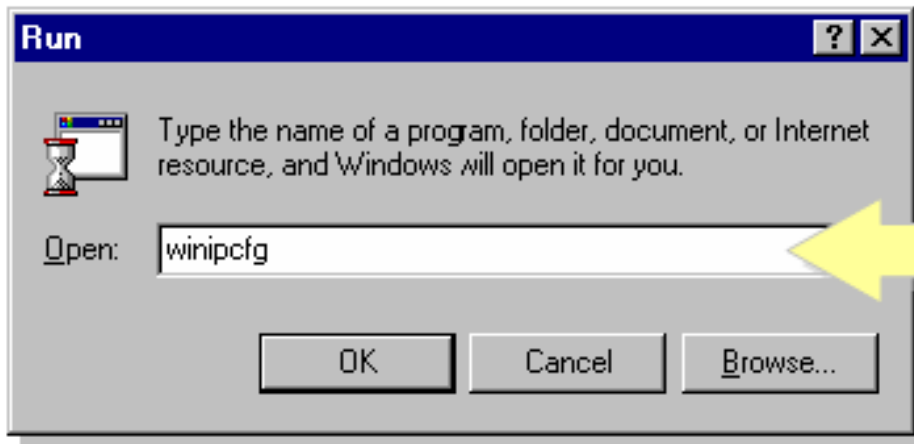 Run
?
Type the name of a program, folder, document, or Internet
resource, and Windows will open it for you.
Open: winipcfg
OK Cancel Browse...